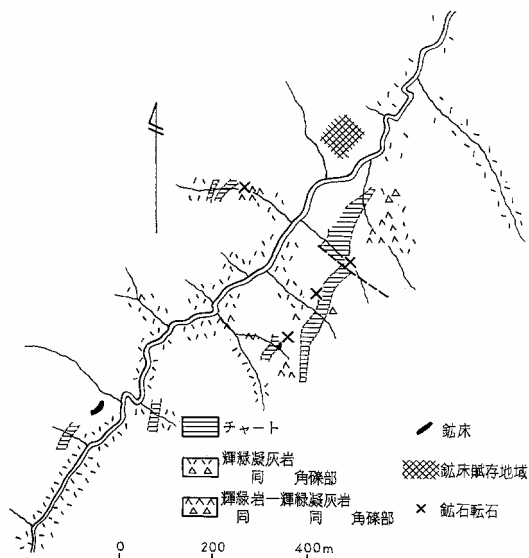 チャート
輝緑凝灰岩
同 角礫部
輝緑岩-輝緑凝灰岩
同 同 角礫部
鉱床
鉱床賦存地域
鉱石転石
0 200 400m